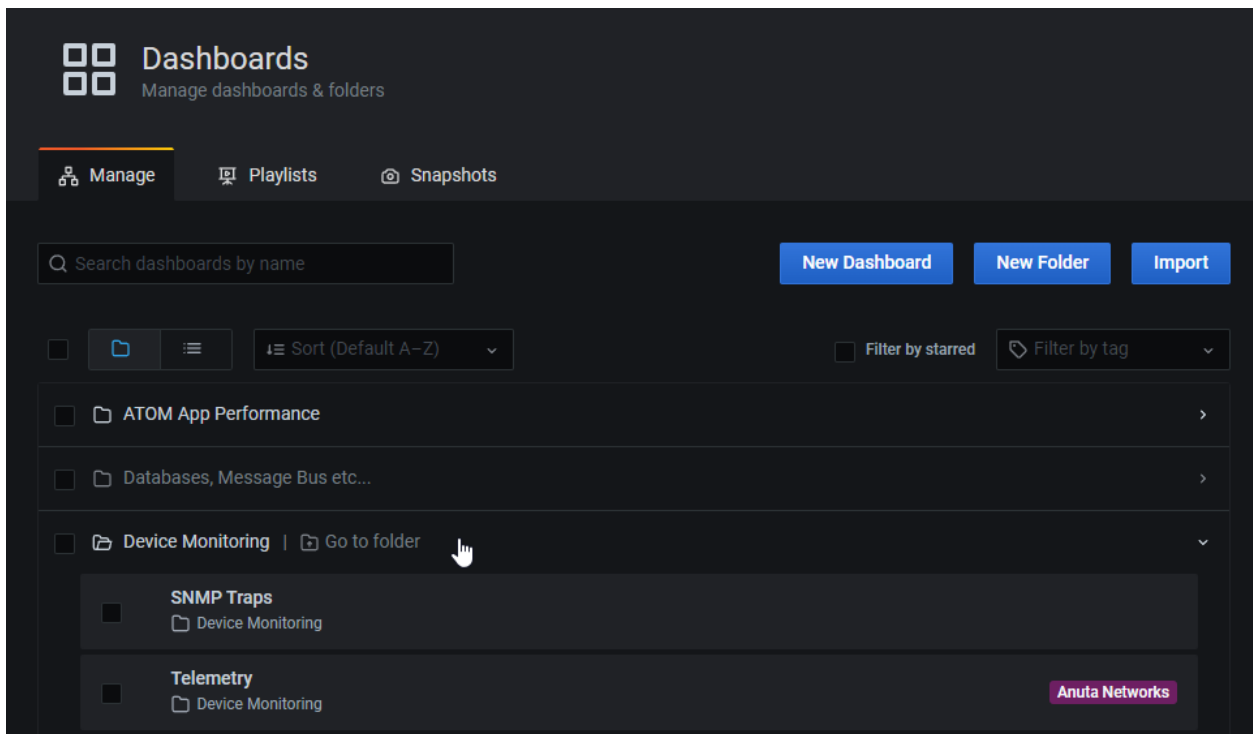 Dashboards
Manage dashboards & folders
Manage Playlists Snapshots
Search dashboards by name New Dashboard New Folder Import
Sort (Default A–Z) Filter by starred Filter by tag
ATOM App Performance
Databases, Message Bus etc...
Device Monitoring | Go to folder
SNMP Traps
Device Monitoring
Telemetry
Anuta Networks
Device Monitoring